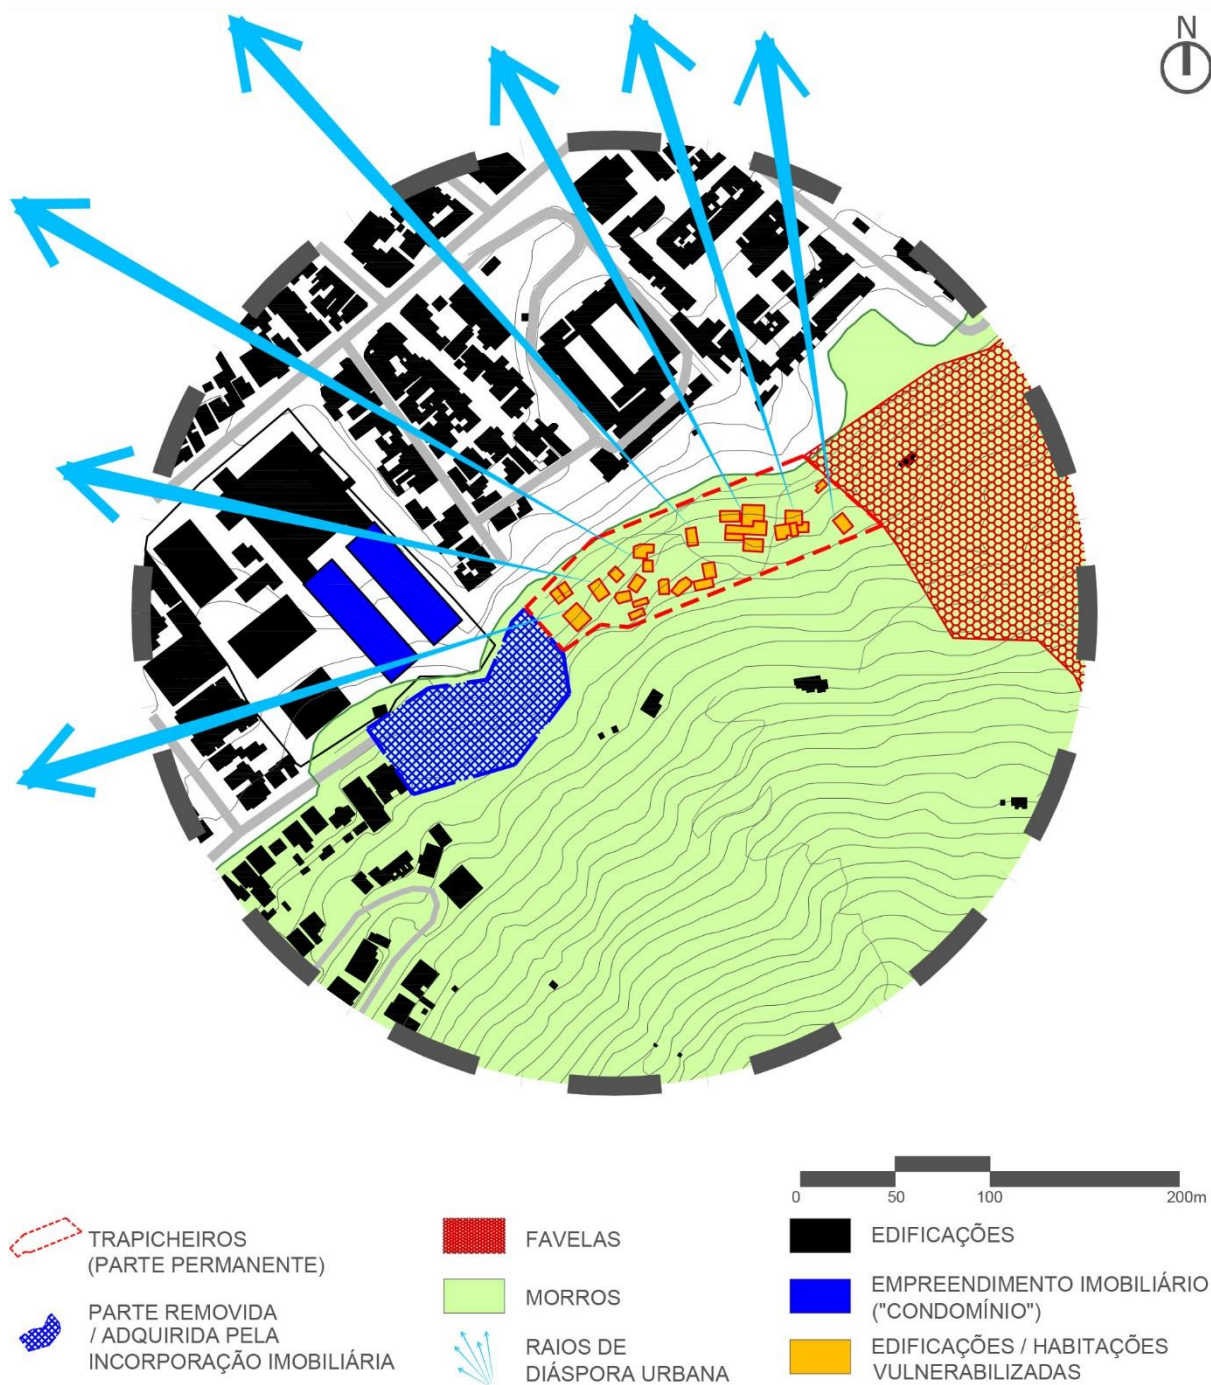 N
0 50 100 200m
TRAPICHEIROS
(PARTE PERMANENTE)
PARTE REMOVIDA
/ ADQUIRIDA PELA
INCORPORAÇÃO IMOBILIÁRIA
FAVELAS
MORROS
RAIOS DE
DIÁSPORA URBANA
EDIFICAÇÕES
EMPREENDIMENTO IMOBILIÁRIO
("CONDOMÍNIO")
EDIFICAÇÕES / HABITAÇÕES
VULNERABILIZADAS